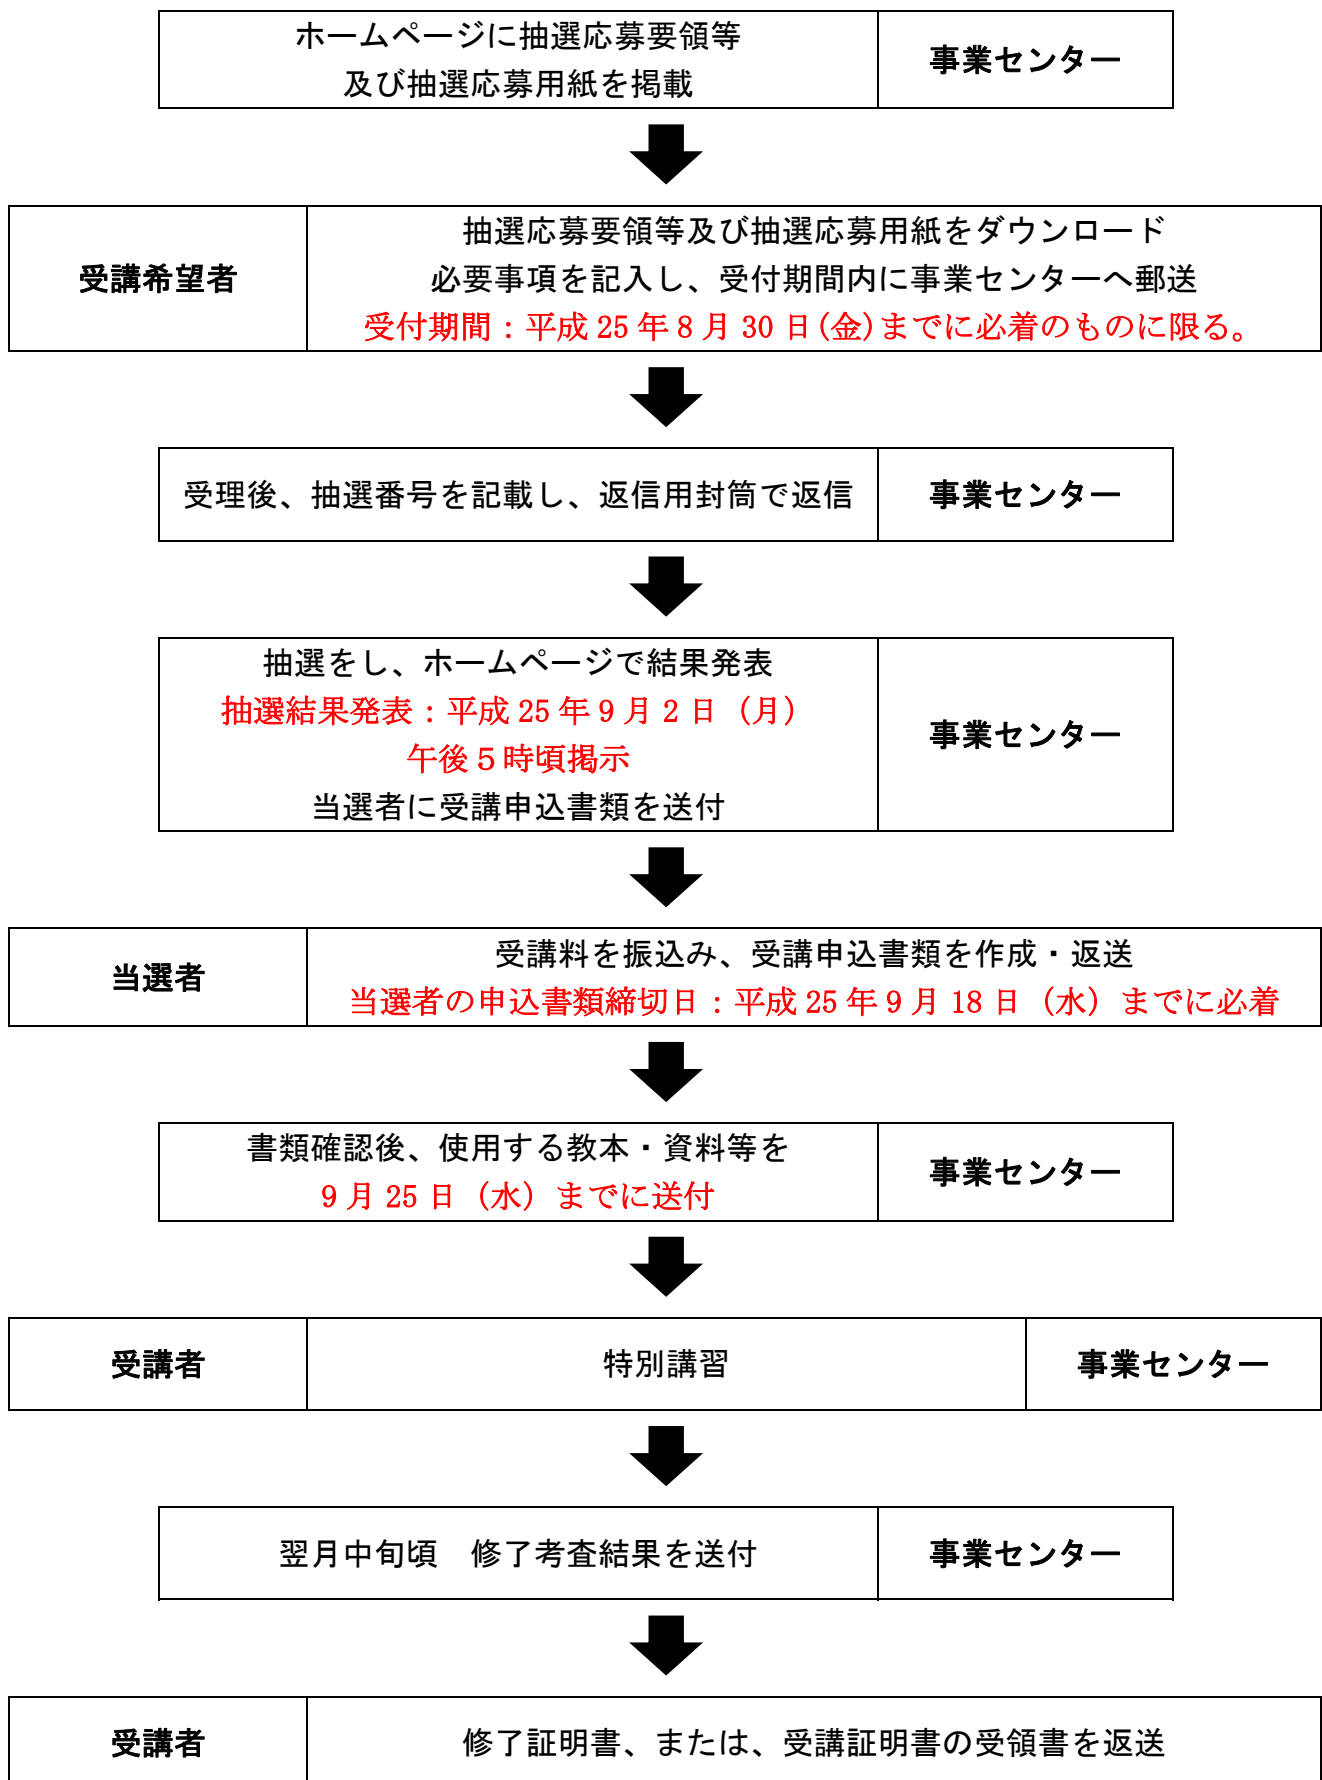 ホームページに抽選応募要領等
及び抽選応募用紙を掲載
事業センター
受講希望者
抽選応募要領等及び抽選応募用紙をダウンロード
必要事項を記入し、受付期間内に事業センターへ郵送
受付期間：平成 25 年 8 月 30 日(金)までに必着のものに限る。
受理後、抽選番号を記載し、返信用封筒で返信
事業センター
抽選をし、ホームページで結果発表
抽選結果発表：平成 25 年 9 月 2 日（月）
午後５時頃掲示
当選者に受講申込書類を送付
事業センター
当選者
受講料を振込み、受講申込書類を作成・返送
当選者の申込書類締切日：平成 25 年 9 月 18 日（水）までに必着
書類確認後、使用する教本・資料等を
9 月 25 日（水）までに送付
事業センター
受講者
特別講習
事業センター
翌月中旬頃　修了考査結果を送付
事業センター
受講者
修了証明書、または、受講証明書の受領書を返送